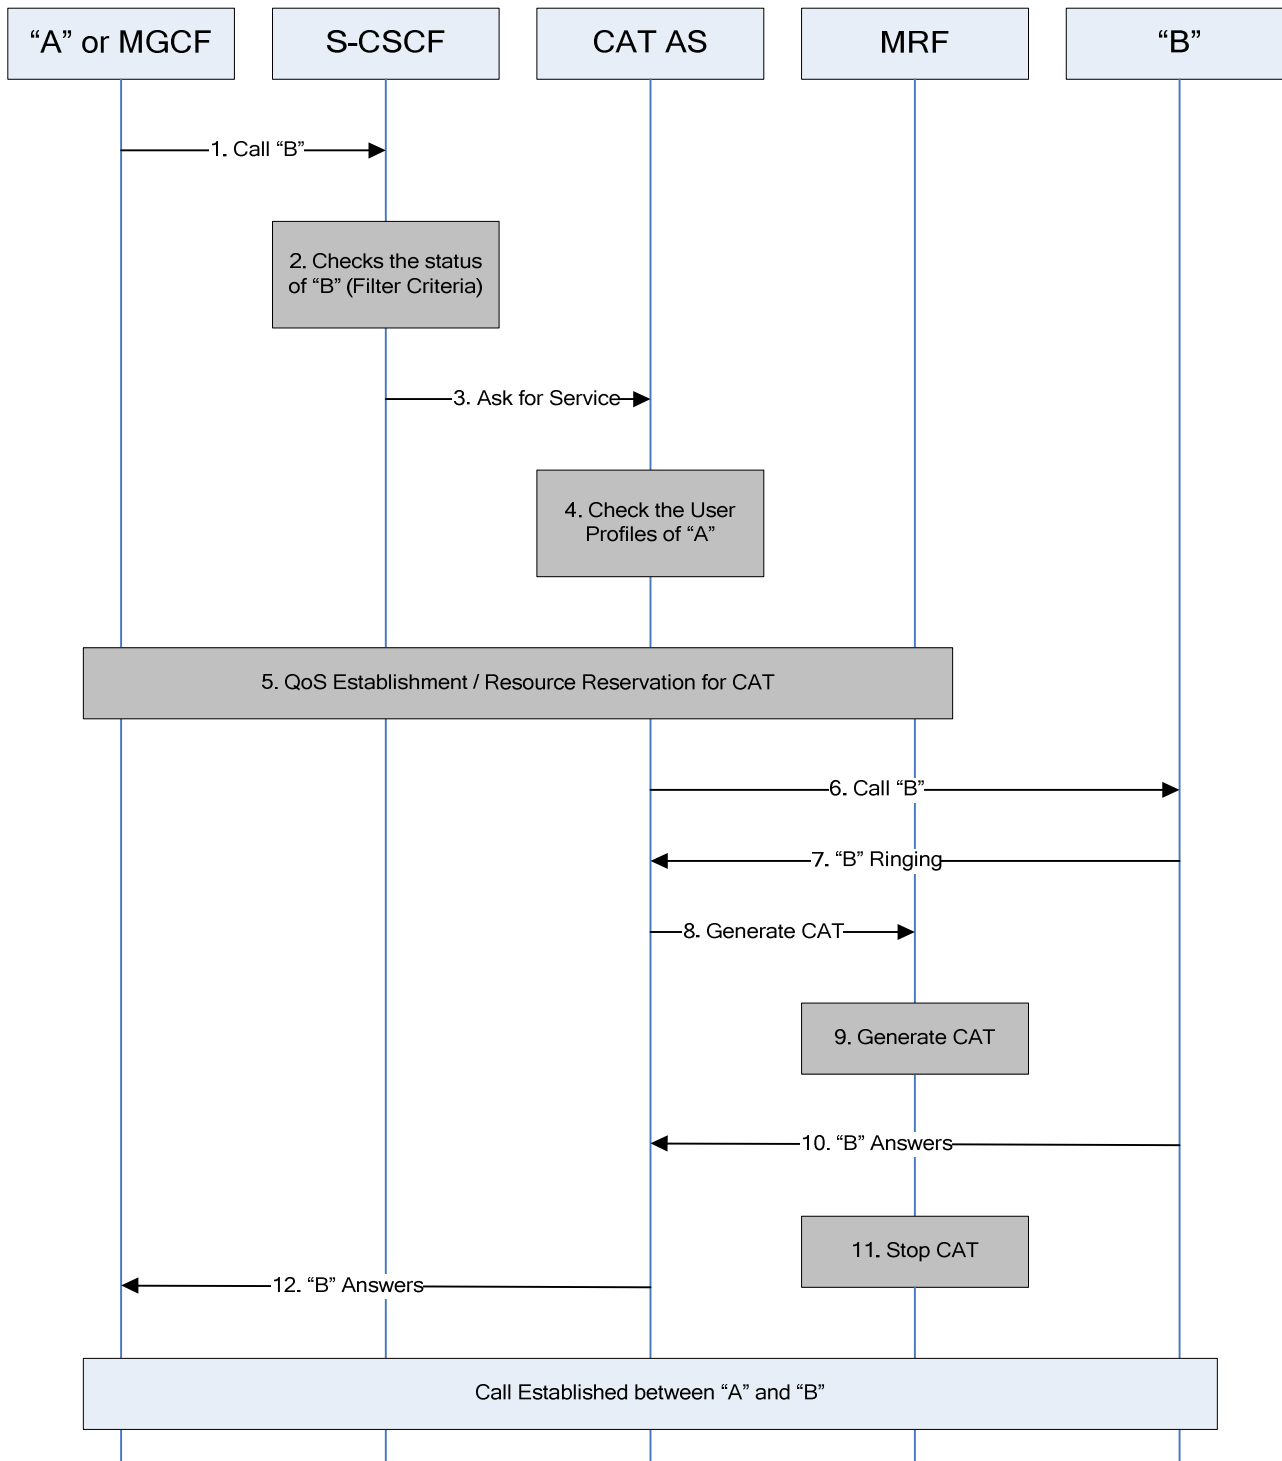 “A” or MGCF
S-CSCF
CAT AS
MRF
“B”
1. Call “B”
2. Checks the status
of “B” (Filter Criteria)
3. Ask for Service
4. Check the User
Profiles of “A”
5. QoS Establishment / Resource Reservation for CAT
6. Call “B”
7. “B” Ringing
8. Generate CAT
9. Generate CAT
10. “B” Answers
11. Stop CAT
12. “B” Answers
Call Established between “A” and “B”